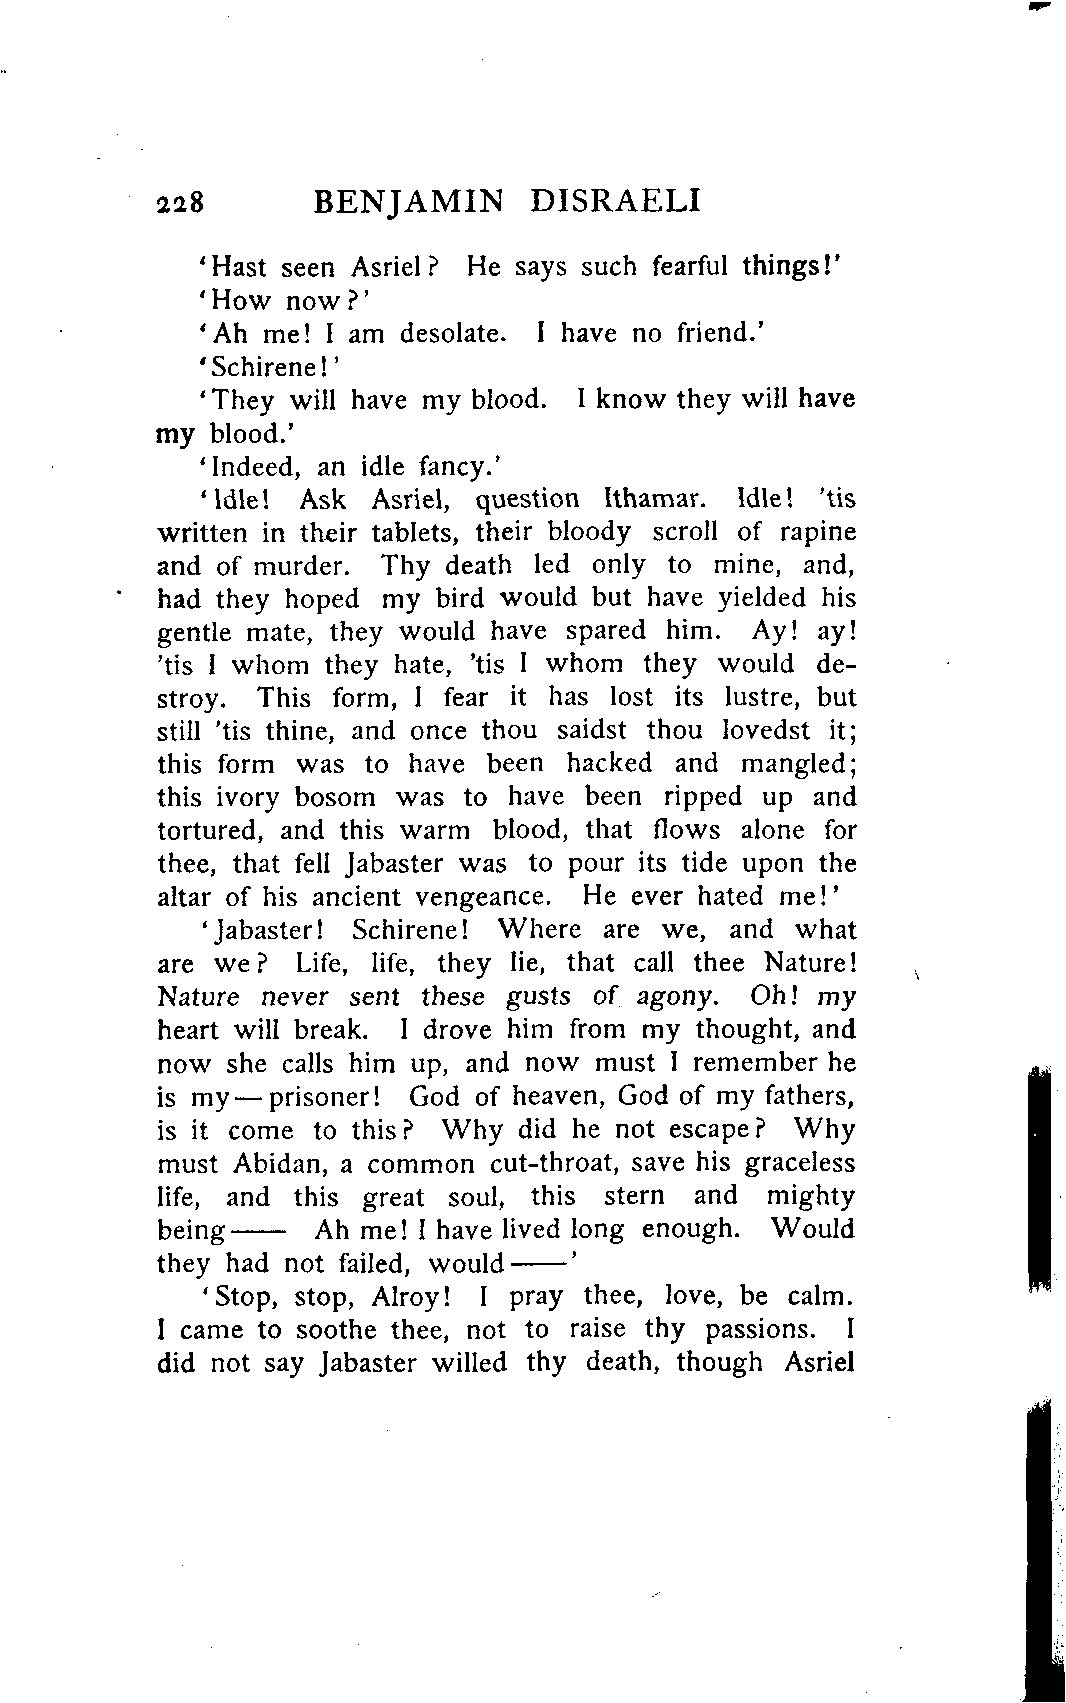 228 BENJAMIN DISRAELI
‘Hast seen Asriel? He says such fearful things!’
‘How now?’
‘Ah me! I am desolate. I have no friend.’
‘Schirene!’
‘They will have my blood. I know they will have
my blood.’
‘Indeed, an idle fancy.’
‘Idle! Ask Asriel, question Ithamar. Idle! ’tis
written in their tablets, their bloody scroll of rapine
and of murder. Thy death led only to mine, and,
had they hoped my bird would but have yielded his
gentle mate, they would have spared him. Ay! ay!
’tis I whom they hate, ’tis I whom they would de-
stroy. This form, I fear it has lost its lustre, but
still ’tis thine, and once thou saidst thou lovedst it;
this form was to have been hacked and mangled;
this ivory bosom was to have been ripped up and
tortured, and this warm blood, that flows alone for
thee, that fell Jabaster was to pour its tide upon the
altar of his ancient vengeance. He ever hated me!’
‘Jabaster! Schirene! Where are we, and what
are we? Life, life, they lie, that call thee Nature!
Nature never sent these gusts of agony. Oh! my
heart will break. I drove him from my thought, and
now she calls him up, and now must I remember he
is my—prisoner! God of heaven, God of my fathers,
is it come to this? Why did he not escape? Why
must Abidan, a common cut-throat, save his graceless
life, and this great soul, this stern and mighty
being—— Ah me! I have lived long enough. Would
they had not failed, would——’
‘Stop, stop, Alroy! I pray thee, love, be calm.
I came to soothe thee, not to raise thy passions. I
did not say Jabaster willed thy death, though Asriel